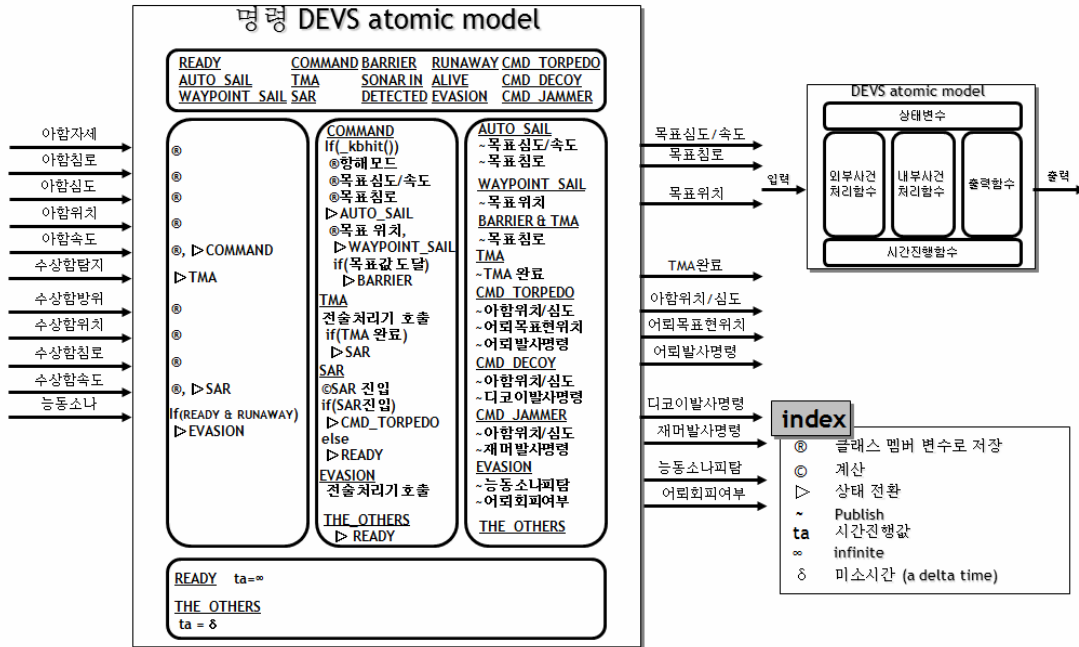 명령 DEVS atomic model
READY COMMAND BARRIER RUNAWAY CMD_TORPEDO
AUTO_SAIL TMA SONAR IN ALIVE CMD_DECOY
WAYPOINT_SAIL SAR DETECTED EVASION CMD_JAMMER
아함자세
아함침로
아함심도
아함위치
아함속도
수상함탐지
수상함방위
수상함위치
수상함침로
수상함속도
능동소나
®
®
®
®
®, ▷COMMAND
▷TMA
®
®
®
®, ▷SAR
If(READY & RUNAWAY)
▷EVASION
COMMAND
If(_kbhit())
®항해모드
®목표심도/속도
®목표침로
▷AUTO_SAIL
®목표 위치,
▷WAYPOINT_SAIL
if(목표값 도달)
▷BARRIER
TMA
전술처리기 호출
if(TMA 완료)
▷SAR
SAR
©SAR 진입
if(SAR진입)
▷CMD_TORPEDO
else
▷READY
EVASION
전술처리기 호출
THE_OTHERS
▷ READY
AUTO_SAIL
~목표심도/속도
~목표침로
WAYPOINT_SAIL
~목표위치
BARRIER & TMA
~목표침로
TMA
~TMA 완료
CMD_TORPEDO
~아함위치/심도
~어뢰목표현위치
~어뢰발사명령
CMD_DECOY
~아함위치/심도
~디코이발사명령
CMD_JAMMER
~아함위치/심도
~재머발사명령
EVASION
~능동소나피탐
~어뢰회피여부
THE_OTHERS
READY ta=∞
THE_OTHERS
ta = δ
목표심도/속도
목표침로
목표위치
TMA완료
아함위치/심도
어뢰목표현위치
어뢰발사명령
디코이발사명령
재머발사명령
능동소나피탐
어뢰회피여부
DEVS atomic model
상태변수
입력
외부사건
처리함수
내부사건
처리함수
출력함수
출력
시간진행함수
index
® 클래스 멤버 변수로 저장
© 계산
▷ 상태 전환
~ Publish
ta 시간진행값
∞ infinite
δ 미소시간 (a delta time)